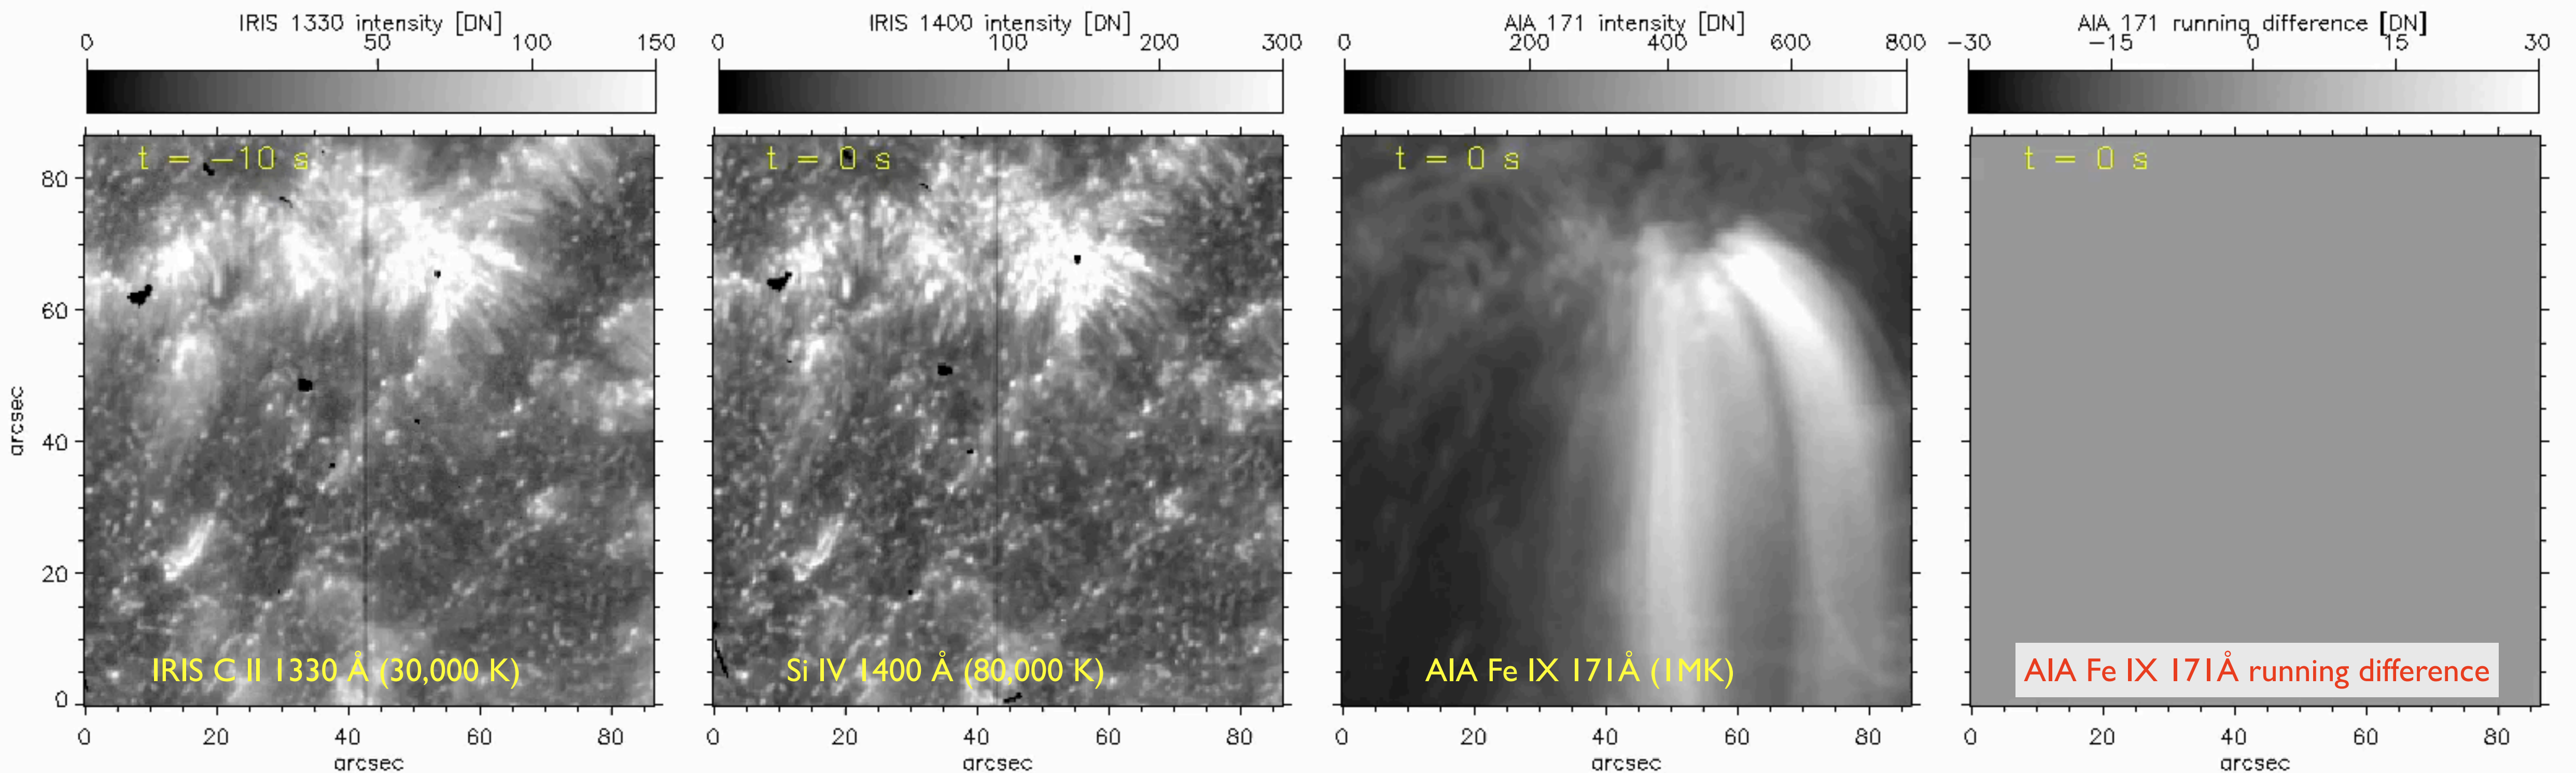 IRIS 1330 intensity [DN]
0 50 100 150
IRIS 1400 intensity [DN]
0 100 200 300
AIA 171 intensity [DN]
0 200 400 600 800
AIA 171 running difference [DN]
−30 −15 0 15 30
t = −10 s
t = 0 s
t = 0 s
t = 0 s
80
60
40
20
0
arcsec
IRIS C II 1330 Å (30,000 K)
Si IV 1400 Å (80,000 K)
AIA Fe IX 171Å (1MK)
AIA Fe IX 171Å running difference
0 20 40 60 80
0 20 40 60 80
0 20 40 60 80
0 20 40 60 80
arcsec
arcsec
arcsec
arcsec